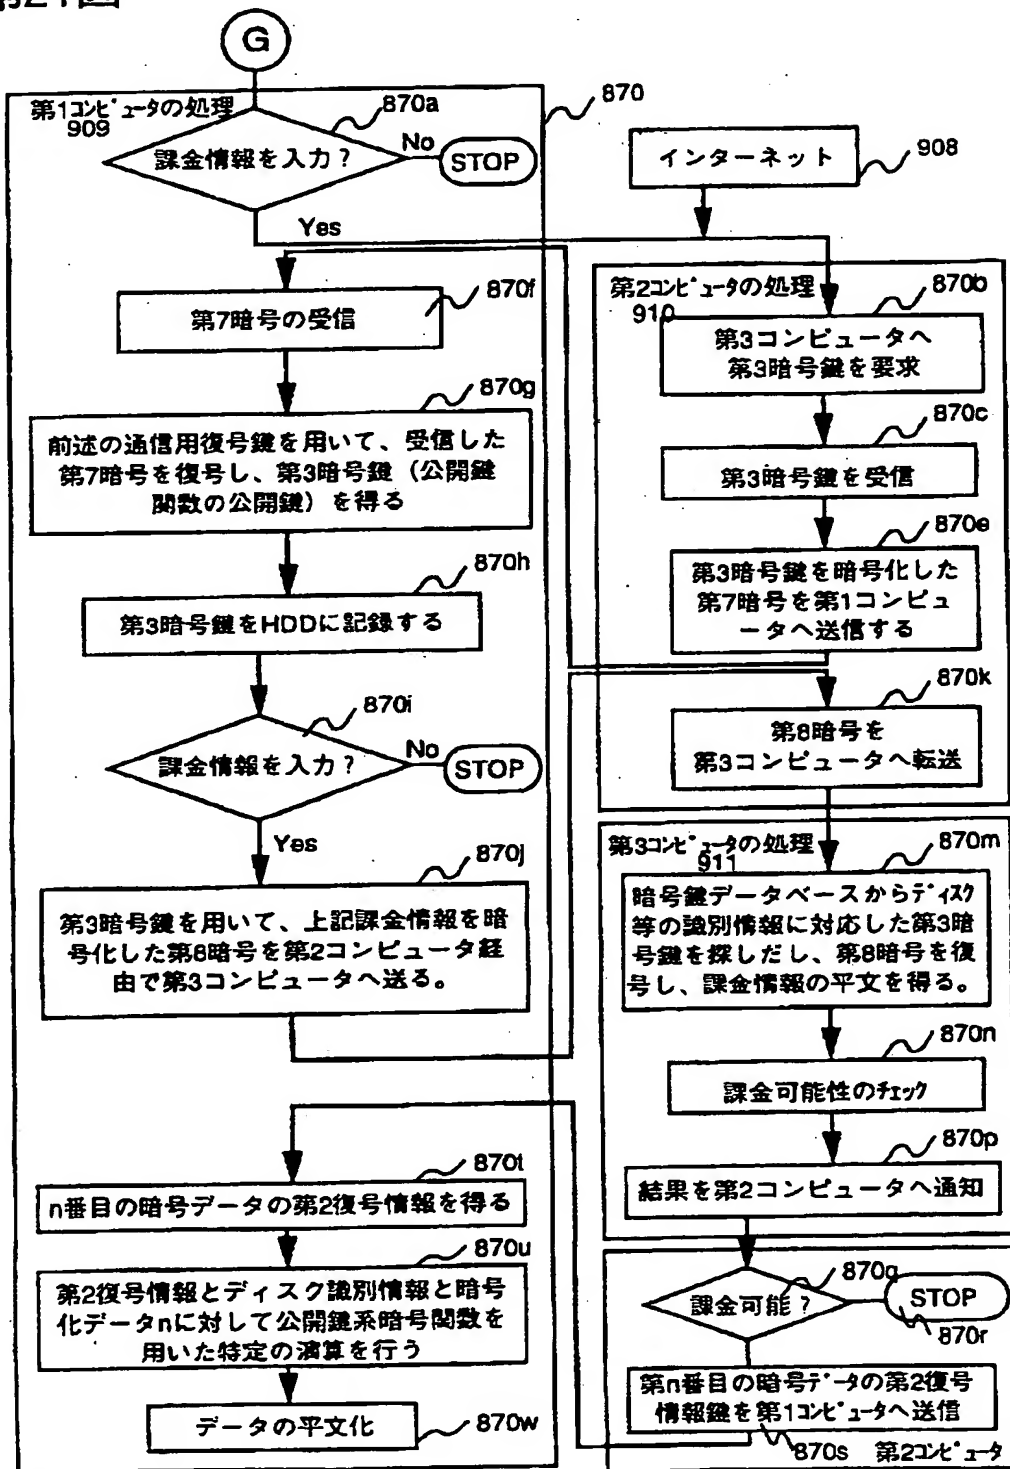 第21図
G
第1コンピュータの処理
909
870a
870
課金情報を入力?
No
STOP
Yes
インターネット
908
870f
第7暗号の受信
870g
前述の通信用復号鍵を用いて、受信した
第7暗号を復号し、第3暗号鍵(公開鍵
関数の公開鍵)を得る
870h
第3暗号鍵をHDDに記録する
870i
課金情報を入力?
No
STOP
Yes
870j
第3暗号鍵を用いて、上記課金情報を暗
号化した第8暗号を第2コンピュータ経
由で第3コンピュータへ送る。
第2コンピュータの処理
910
870b
第3コンピュータへ
第3暗号鍵を要求
870c
第3暗号鍵を受信
870e
第3暗号鍵を暗号化した
第7暗号を第1コンピュ
ータへ送信する
870k
第8暗号を
第3コンピュータへ転送
第3コンピュータの処理
911
870m
暗号鍵データベースからディスク
等の識別情報に対応した第3暗
号鍵を探しだし、第8暗号を復
号し、課金情報の平文を得る。
870n
課金可能性のチェック
870p
結果を第2コンピュータへ通知
870q
課金可能?
STOP
870r
第n番目の暗号データの第2復号
情報鍵を第1コンピュータへ送信
870s
第2コンピュータ
870t
n番目の暗号データの第2復号情報を得る
870u
第2復号情報とディスク識別情報と暗号
化データnに対して公開鍵系暗号関数を
用いた特定の演算を行う
データの平文化
870w